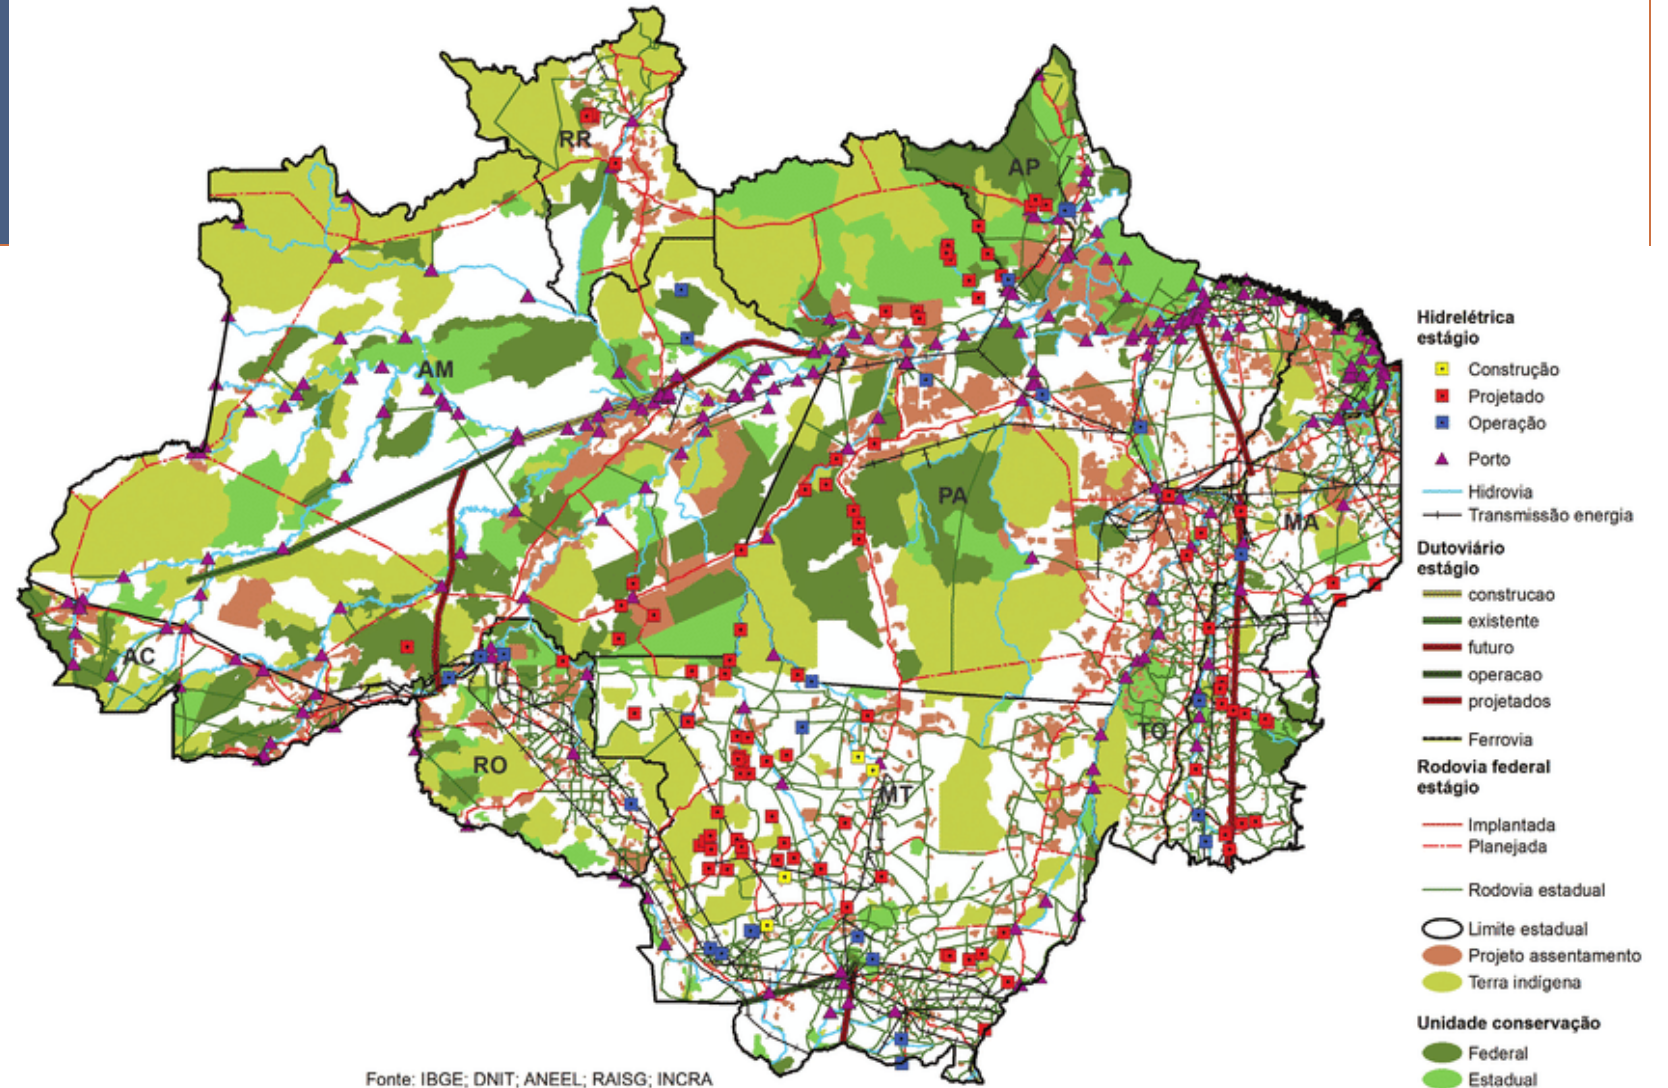 RR
AP
AM
PA
MA
AC
TO
RO
MT
Hidrelétrica
estágio
Construção
Projetado
Operação
Porto
Hidrovia
Transmissão energia
Dutoviário
estágio
construcao
existente
futuro
operacao
projetados
Ferrovia
Rodovia federal
estágio
Implantada
Planejada
Rodovia estadual
Limite estadual
Projeto assentamento
Terra indígena
Unidade conservação
Federal
Estadual
Fonte: IBGE; DNIT; ANEEL; RAISG; INCRA